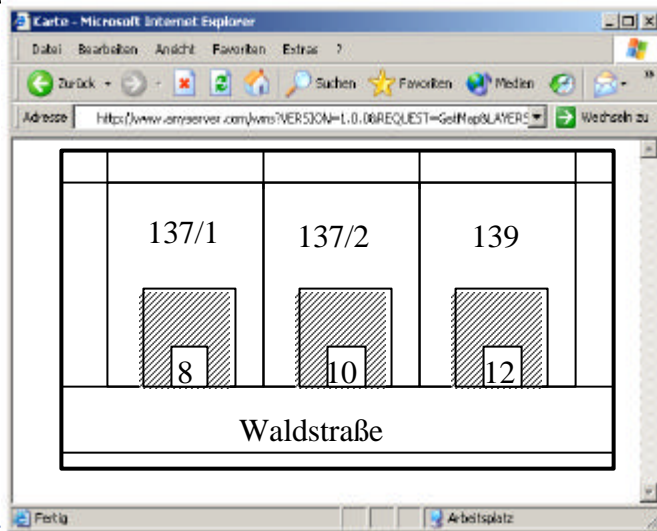 Karte - Microsoft Internet Explorer
Datei Bearbeiten Ansicht Favoriten Extras ?
Zurück Suchen Favoriten Medien »
Adresse http://www.anyserver.com/wms?VERSION=1.0.0&REQUEST=GetMap&LAYERS Wechseln zu
137/1 137/2 139
8 10 12
Waldstraße
Fertig Arbeitsplatz